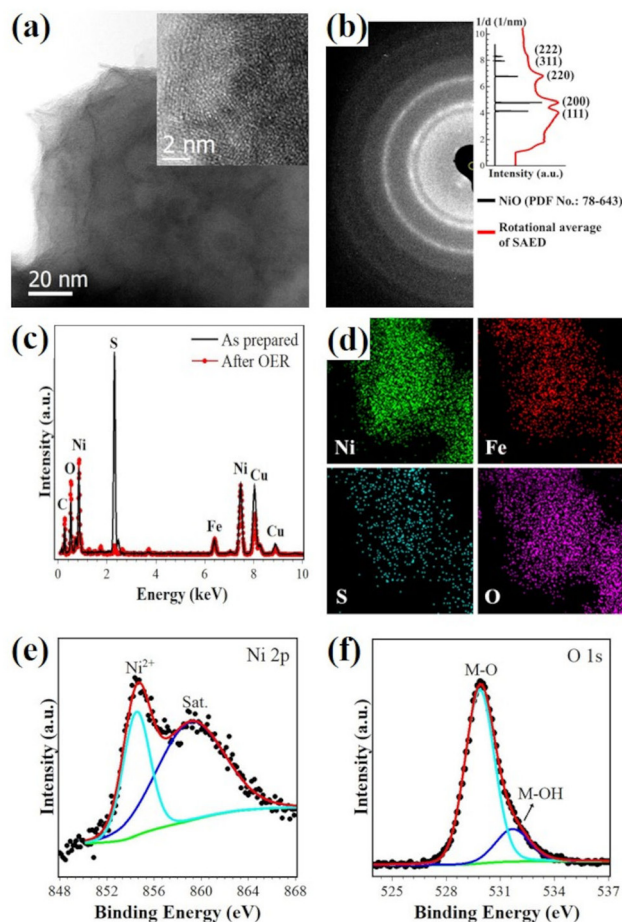 (a)
2 nm
20 nm
(b)
1/d (1/nm)
10
8
6
4
2
0
(222)
(311)
(220)
(200)
(111)
Intensity (a.u.)
NiO (PDF No.: 78-643)
Rotational average
of SAED
(c)
Intensity (a.u.)
S
As prepared
After OER
Ni
O
C
Ni
Cu
Fe
Cu
0 2 4 6 8 10
Energy (keV)
(d)
Ni
Fe
S
O
(e)
Ni 2p
Ni²⁺
Sat.
Intensity (a.u.)
848 852 856 860 864 868
Binding Energy (eV)
(f)
O 1s
M-O
M-OH
Intensity (a.u.)
525 528 531 534 537
Binding Energy (eV)